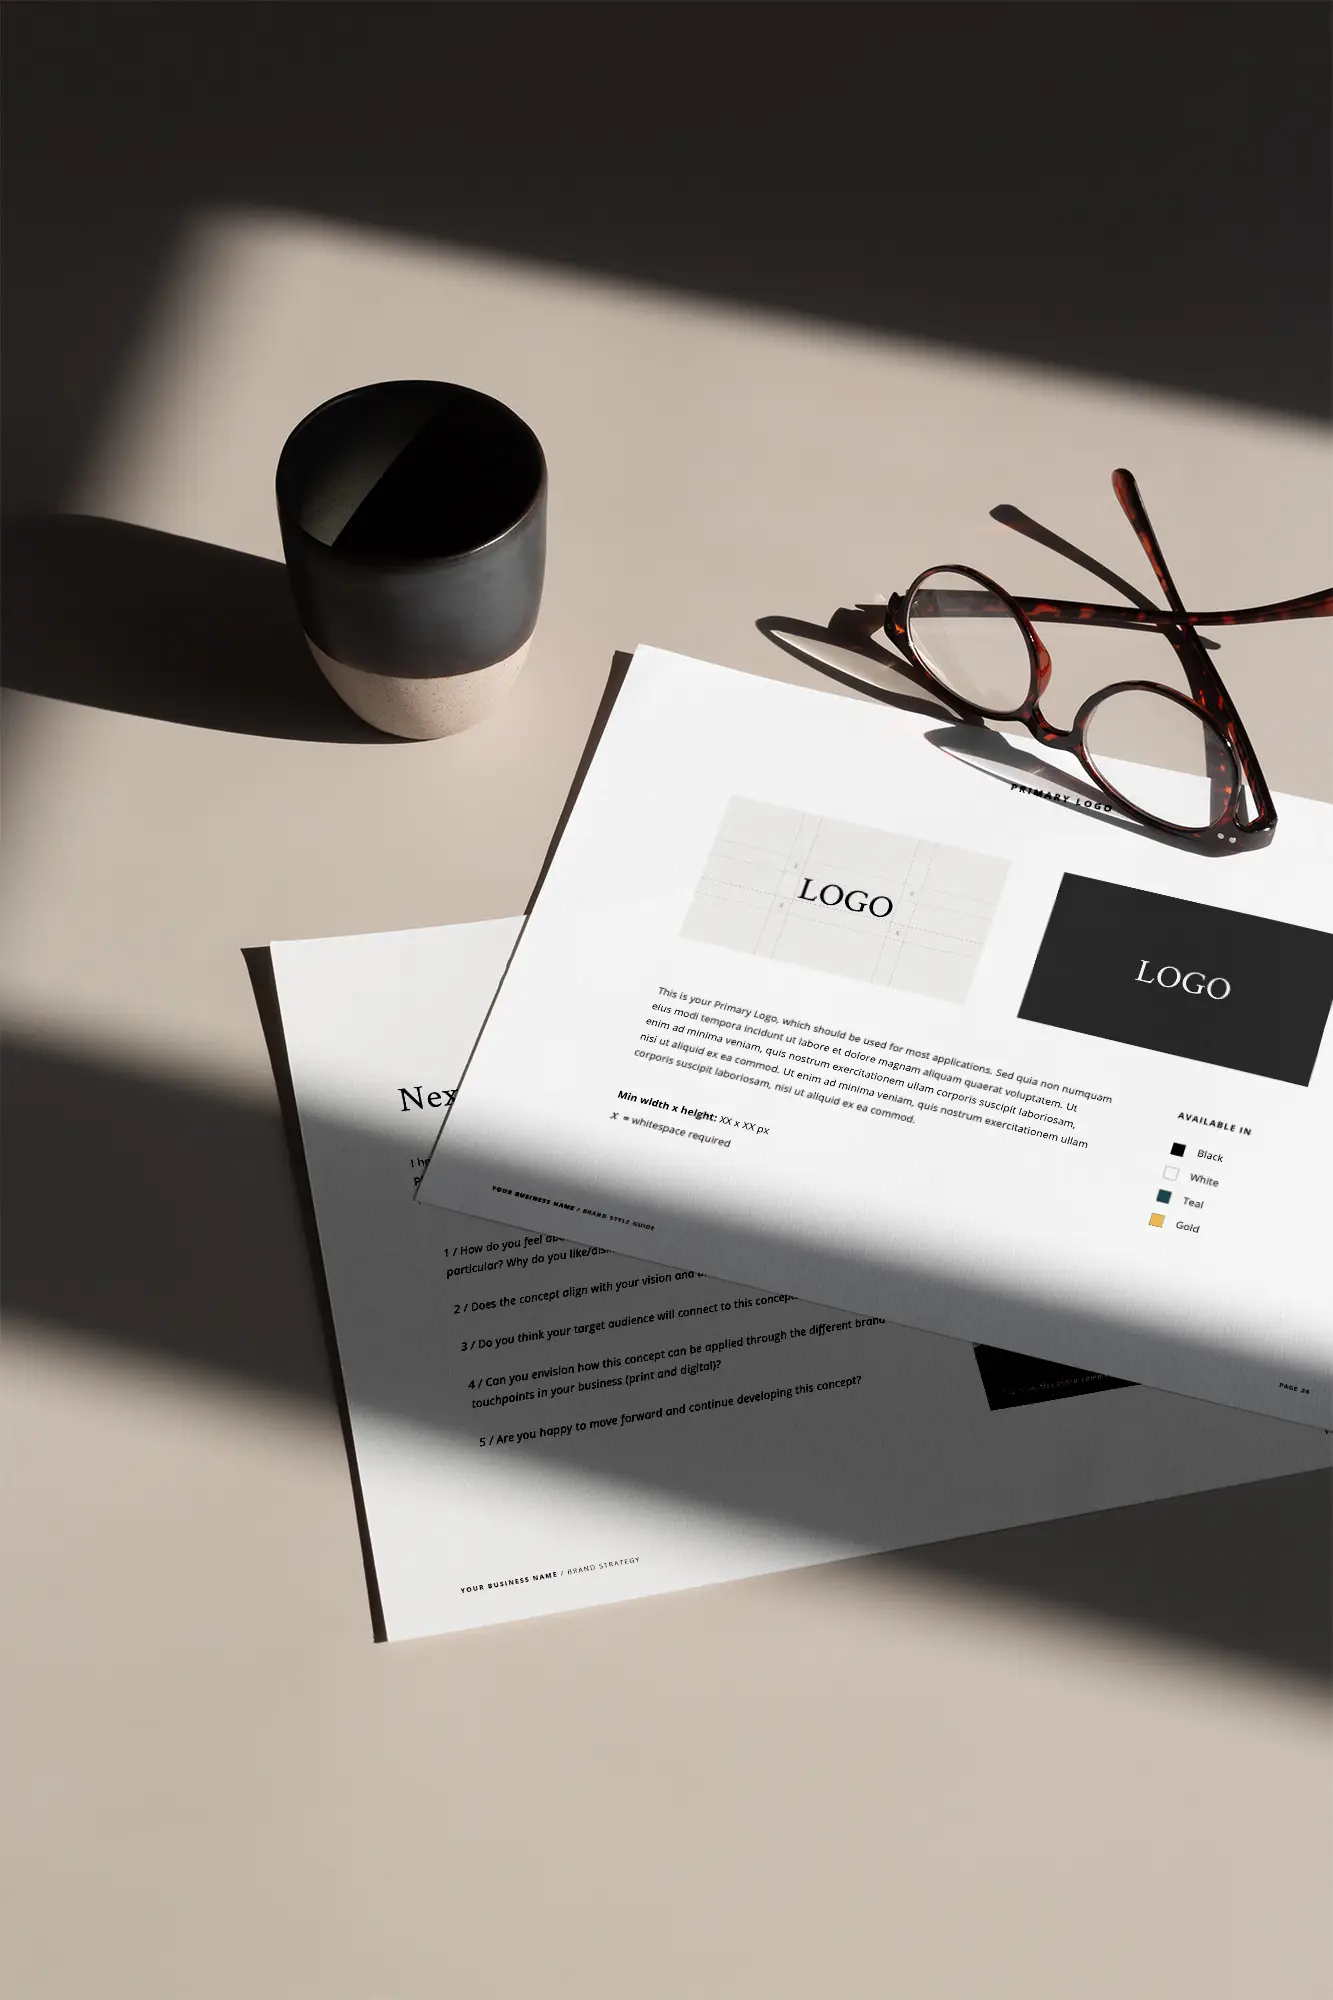 PRIMARY LOGO
LOGO
LOGO
This is your Primary Logo, which should be used for most applications. Sed quia non numquam
eius modi tempora incidunt ut labore et dolore magnam aliquam quaerat voluptatem. Ut
enim ad minima veniam, quis nostrum exercitationem ullam corporis suscipit laboriosam,
nisi ut aliquid ex ea commod. Ut enim ad minima veniam, quis nostrum exercitationem ullam
corporis suscipit laboriosam, nisi ut aliquid ex ea commod.
Min width x height: XX x XX px
x = whitespace required
AVAILABLE IN
Black
White
Teal
Gold
YOUR BUSINESS NAME / BRAND STYLE GUIDE
PAGE 24
Nex
I ho
1 / How do you feel
particular? Why do you like/dis
2 / Does the concept align with your vision and
3 / Do you think your target audience will connect to this concep
4 / Can you envision how this concept can be applied through the different brand
touchpoints in your business (print and digital)?
5 / Are you happy to move forward and continue developing this concept?
YOUR BUSINESS NAME / BRAND STRATEGY